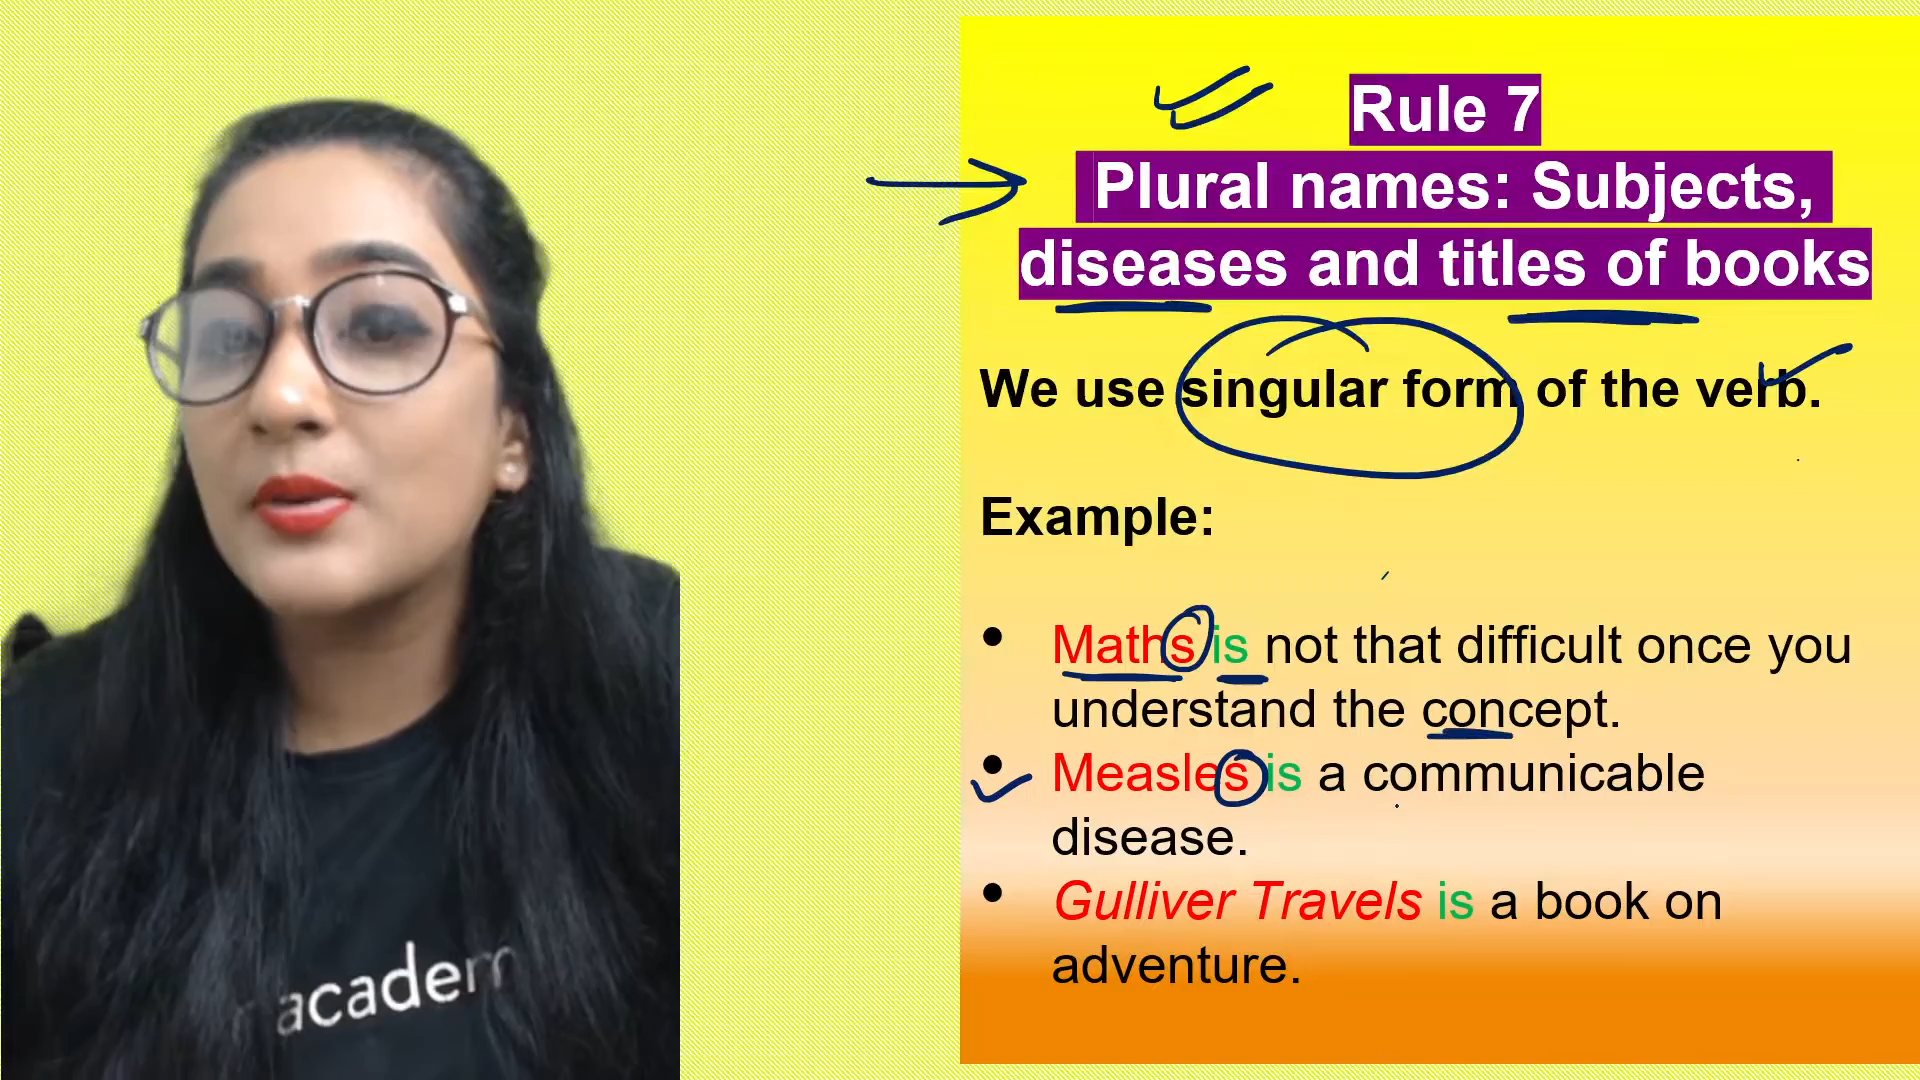 Rule 7
Plural names: Subjects,
diseases and titles of books
We use singular form of the verb.
Example:
• Maths is not that difficult once you
understand the concept.
• Measles is a communicable
disease.
• Gulliver Travels is a book on
adventure.